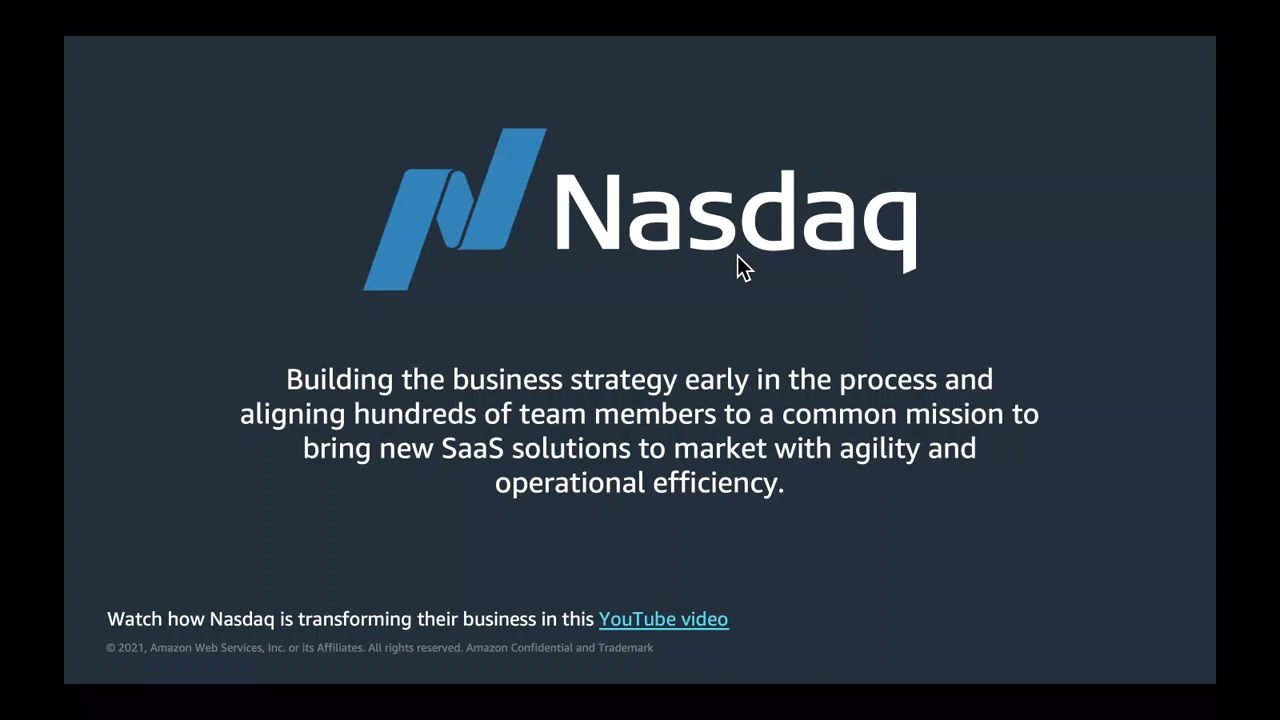 Nasdaq
Building the business strategy early in the process and
aligning hundreds of team members to a common mission to
bring new SaaS solutions to market with agility and
operational efficiency.
Watch how Nasdaq is transforming their business in this YouTube video
© 2021, Amazon Web Services, Inc. or its Affiliates. All rights reserved. Amazon Confidential and Trademark